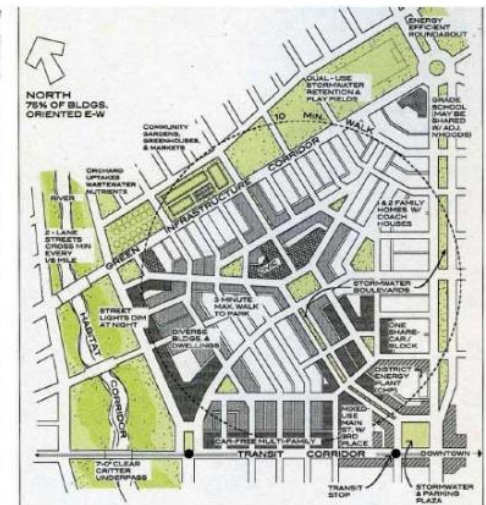 ENERGY
EFFICIENT
ROUNDABOUT
NORTH
75% OF BLDGS.
ORIENTED E-W
DUAL-USE
STORMWATER
RETENTION &
PLAY FIELDS
GRADE
SCHOOL
(MAY BE
SHARED
W/ ADJ.
N'HOODS)
10 MIN. WALK
COMMUNITY
GARDENS,
GREENHOUSES,
& MARKETS
ORCHARD
UPTAKES
WASTEWATER
NUTRIENTS
GREEN INFRASTRUCTURE CORRIDOR
RIVER
1 & 2 FAMILY
HOMES W/
COACH
HOUSES
2-LANE
STREETS
CROSS MIN
EVERY
1/8 MILE
STORMWATER
BOULEVARDS
STREET
LIGHTS DIM
AT NIGHT
3 MINUTE
MAX. WALK
TO PARK
DIVERSE
BLDGS. &
DWELLINGS
ONE
SHARE-
CAR /
BLOCK
HABITAT CORRIDOR
DISTRICT
ENERGY
PLANT
(CHP)
MIXED-
USE
MAIN
ST. W/
3RD
PLACE
CAR-FREE MULTI-FAMILY
TRANSIT CORRIDOR
DOWNTOWN
7'-0" CLEAR
CRITTER
UNDERPASS
TRANSIT
STOP
STORMWATER
& PARKING
PLAZA